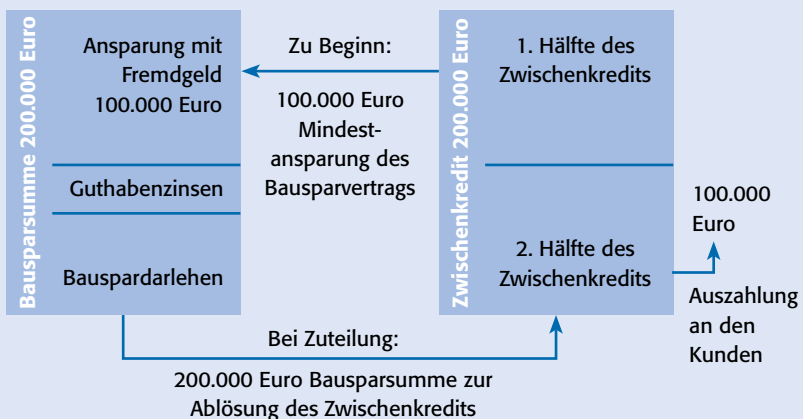 Bausparsumme 200.000 Euro
Ansparung mit
Fremdgeld
100.000 Euro
Guthabenzinsen
Bauspardarlehen
Zu Beginn:
100.000 Euro
Mindest-
ansparung des
Bausparvertrags
Zwischenkredit 200.000 Euro
1. Hälfte des
Zwischenkredits
2. Hälfte des
Zwischenkredits
100.000
Euro
Auszahlung
an den
Kunden
Bei Zuteilung:
200.000 Euro Bausparsumme zur
Ablösung des Zwischenkredits